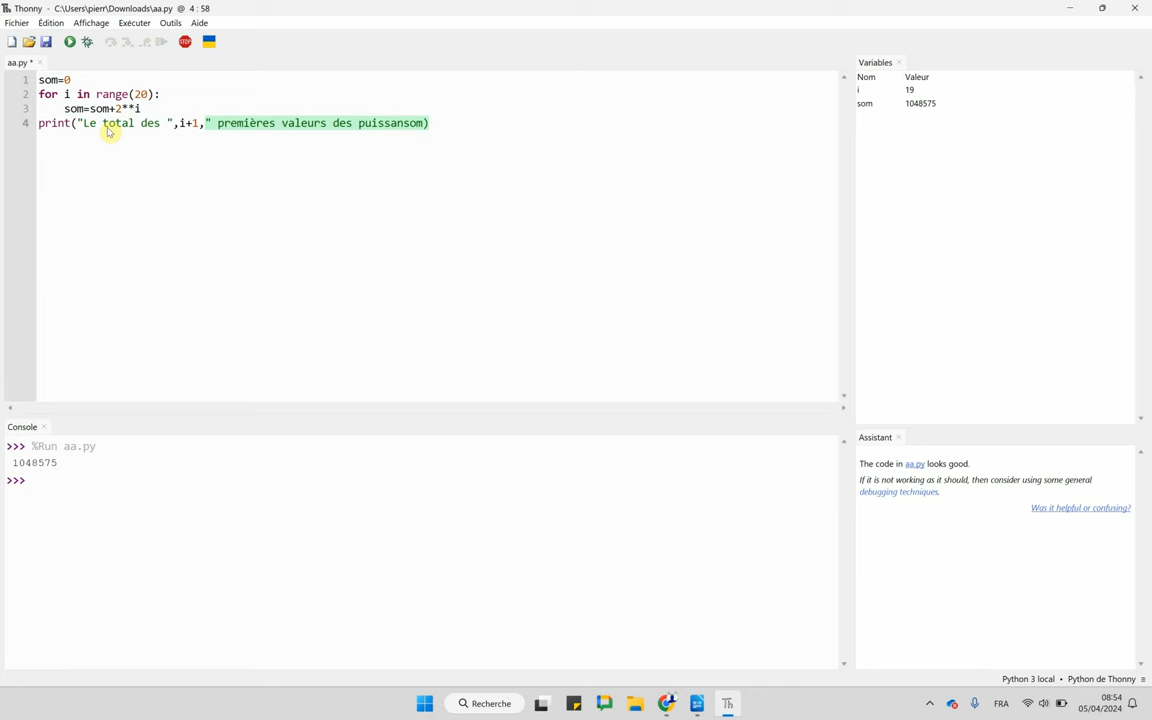 Thonny - C:\Users\pierr\Downloads\aa.py @ 4 : 58
Fichier Édition Affichage Exécuter Outils Aide
STOP
aa.py *
1 som=0
2 for i in range(20):
3 som=som+2**i
4 print("Le total des ",i+1," premières valeurs des puissansom)
Variables
Nom Valeur
i 19
som 1048575
Console
>>> %Run aa.py
1048575
>>>
Assistant
The code in aa.py looks good.
If it is not working as it should, then consider using some general
debugging techniques.
Was it helpful or confusing?
Python 3 local • Python de Thonny ≡
Recherche
Th
FRA
08:54
05/04/2024